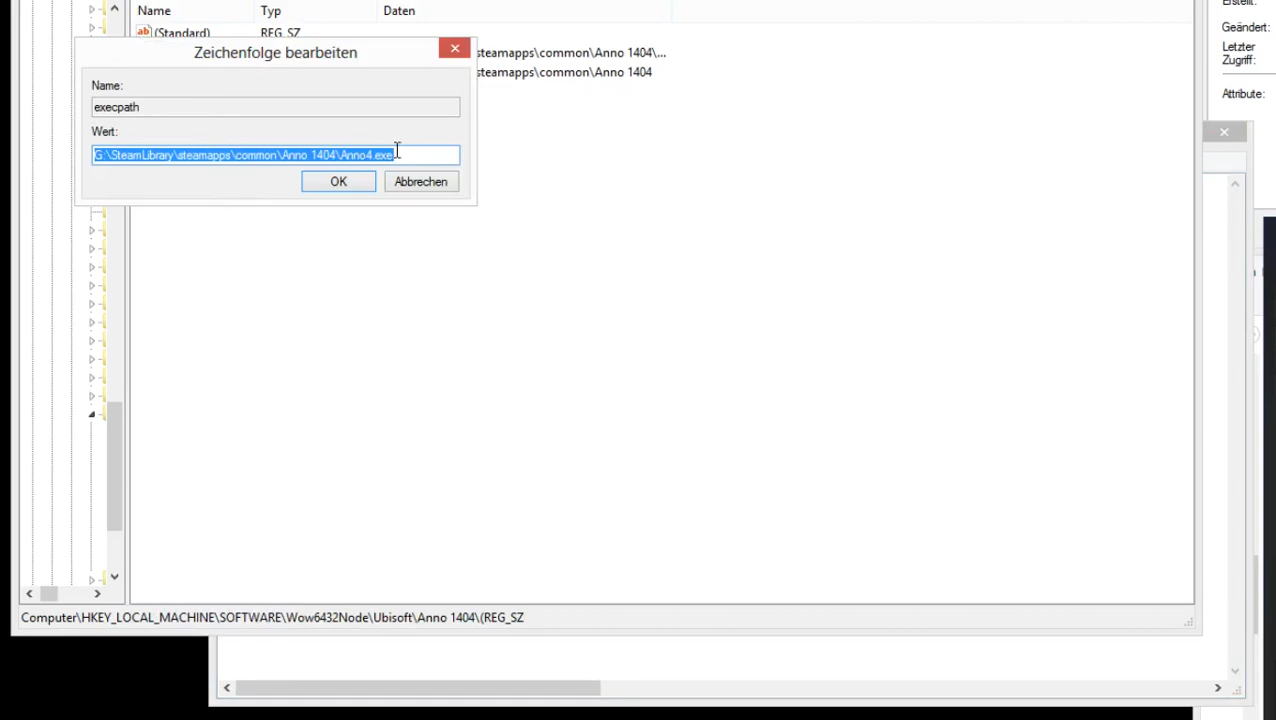 Name Typ Daten
(Standard) REG_SZ
Zeichenfolge bearbeiten
steamapps\common\Anno 1404\...
steamapps\common\Anno 1404
Name:
execpath
Wert:
G:\SteamLibrary\steamapps\common\Anno 1404\Anno4.exe
OK Abbrechen
Computer\HKEY_LOCAL_MACHINE\SOFTWARE\Wow6432Node\Ubisoft\Anno 1404\(REG_SZ
Erstellt:
Geändert:
Letzter
Zugriff:
Attribute: